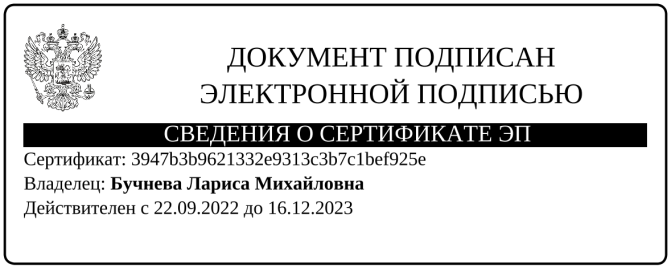 ДОКУМЕНТ ПОДПИСАН
ЭЛЕКТРОННОЙ ПОДПИСЬЮ
СВЕДЕНИЯ О СЕРТИФИКАТЕ ЭП
Сертификат: 3947b3b9621332e9313c3b7c1bef925e
Владелец: Бучнева Лариса Михайловна
Действителен с 22.09.2022 до 16.12.2023